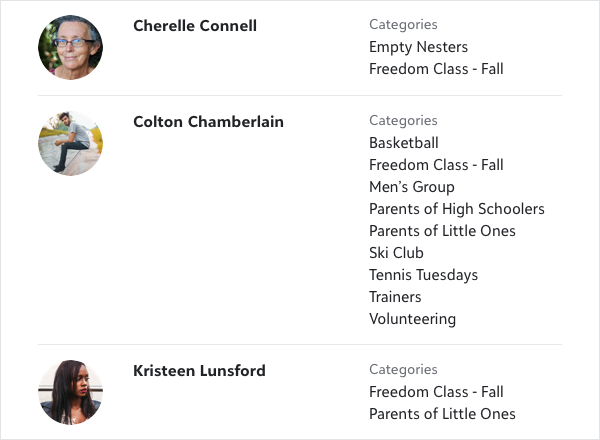 Cherelle Connell
Categories
Empty Nesters
Freedom Class - Fall
Colton Chamberlain
Categories
Basketball
Freedom Class - Fall
Men’s Group
Parents of High Schoolers
Parents of Little Ones
Ski Club
Tennis Tuesdays
Trainers
Volunteering
Kristeen Lunsford
Categories
Freedom Class - Fall
Parents of Little Ones